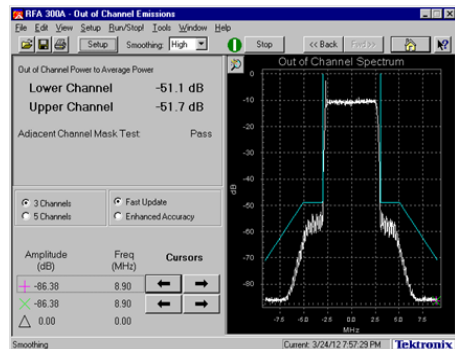 RFA 300A - Out of Channel Emissions
File Edit View Setup Run/Stop! Tools Window Help
Setup Smoothing: High Stop << Back Fwd >>
Out of Channel Power to Average Power
Lower Channel -51.1 dB
Upper Channel -51.7 dB
Adjacent Channel Mask Test: Pass
3 Channels
5 Channels
Fast Update
Enhanced Accuracy
Amplitude (dB) Freq (MHz) Cursors
-86.38 8.90
-86.38 8.90
0.00 0.00
Out of Channel Spectrum
0
-10
-20
-30
-40
-50
-60
-70
-80
dB
-7.5 -5.0 -2.5 0.0 2.5 5.0 7.5
MHz
Smoothing Current: 3/24/12 7:57:29 PM Tektronix